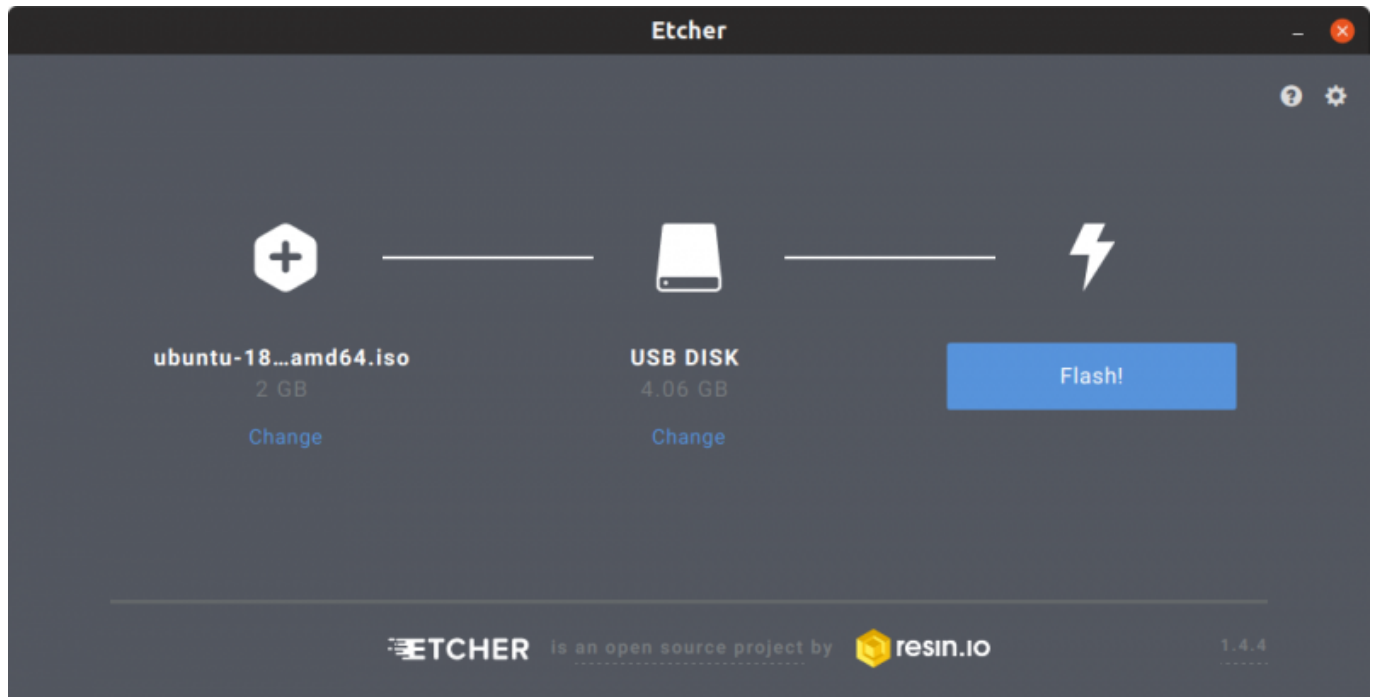 Etcher
ubuntu-18...amd64.iso
2 GB
Change
USB DISK
4.06 GB
Change
Flash!
ETCHER is an open source project by resin.io
1.4.4